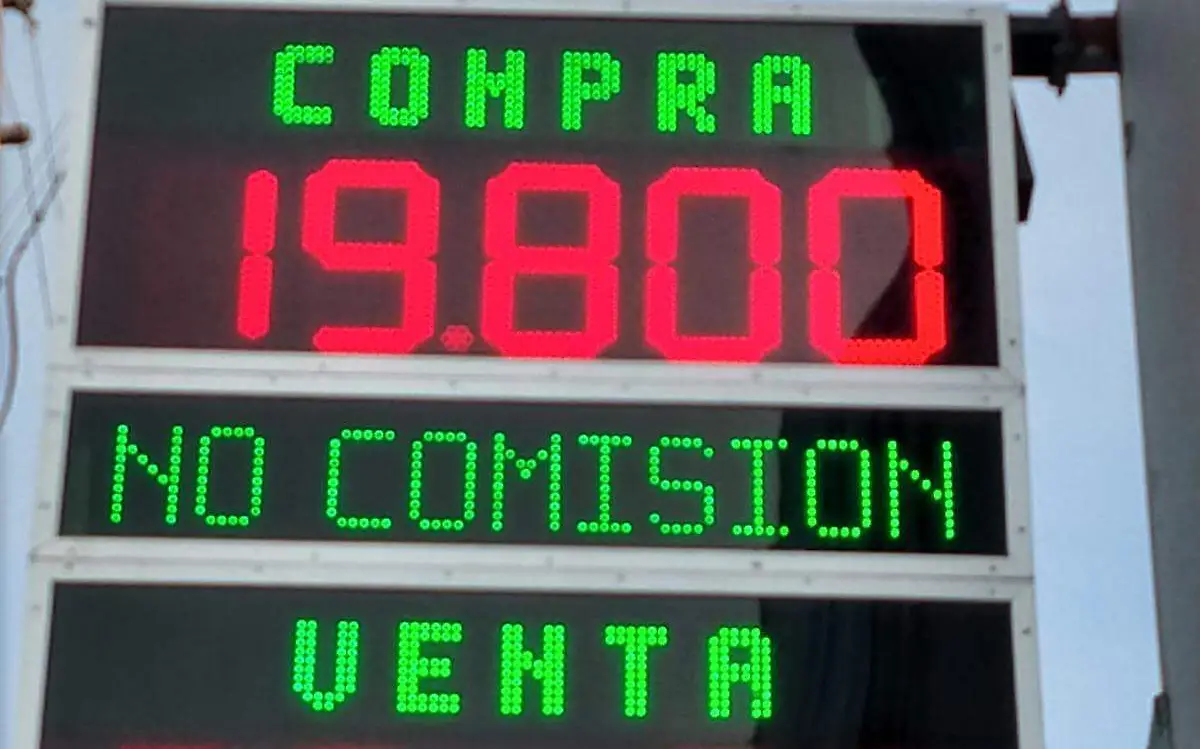 COMPRA
19.800
NO COMISION
VENTA